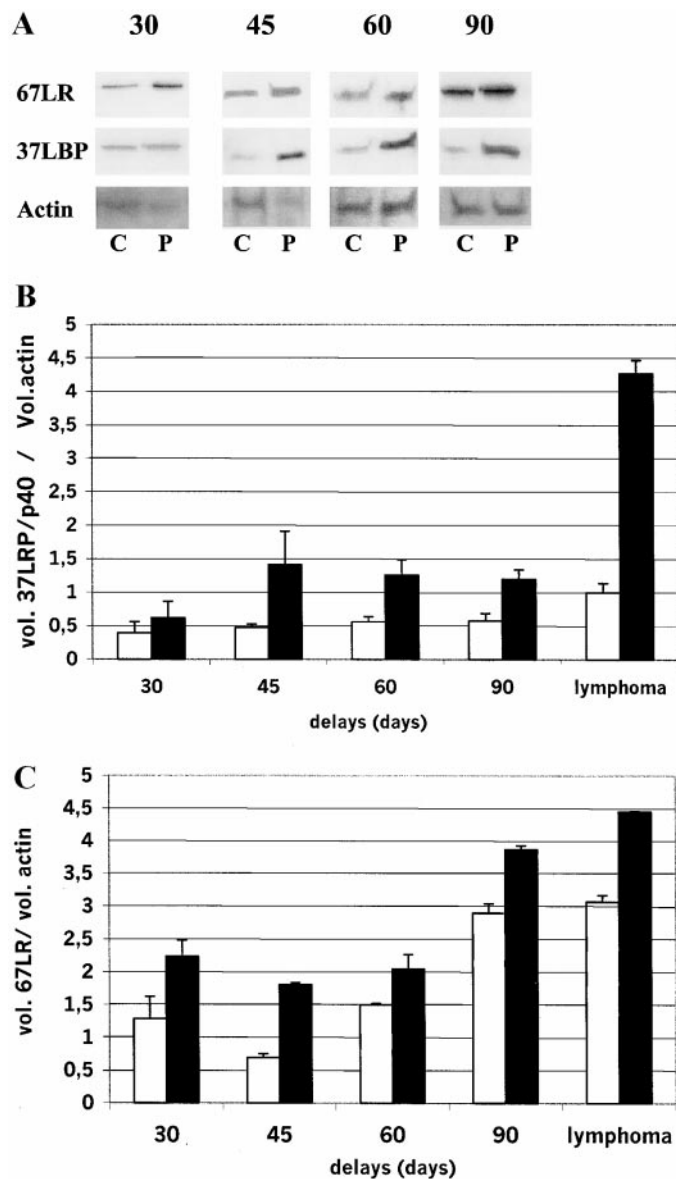 A 30 45 60 90
67LR
37LBP
Actin
C P C P C P C P
B
5
4,5
4
3,5
3
2,5
2
1,5
1
0,5
0
vol. 37LRP/p40 / Vol.actin
30 45 60 90 lymphoma
delays (days)
C
5
4,5
4
3,5
3
2,5
2
1,5
1
0,5
0
vol. 67LR/ vol. actin
30 45 60 90 lymphoma
delays (days)